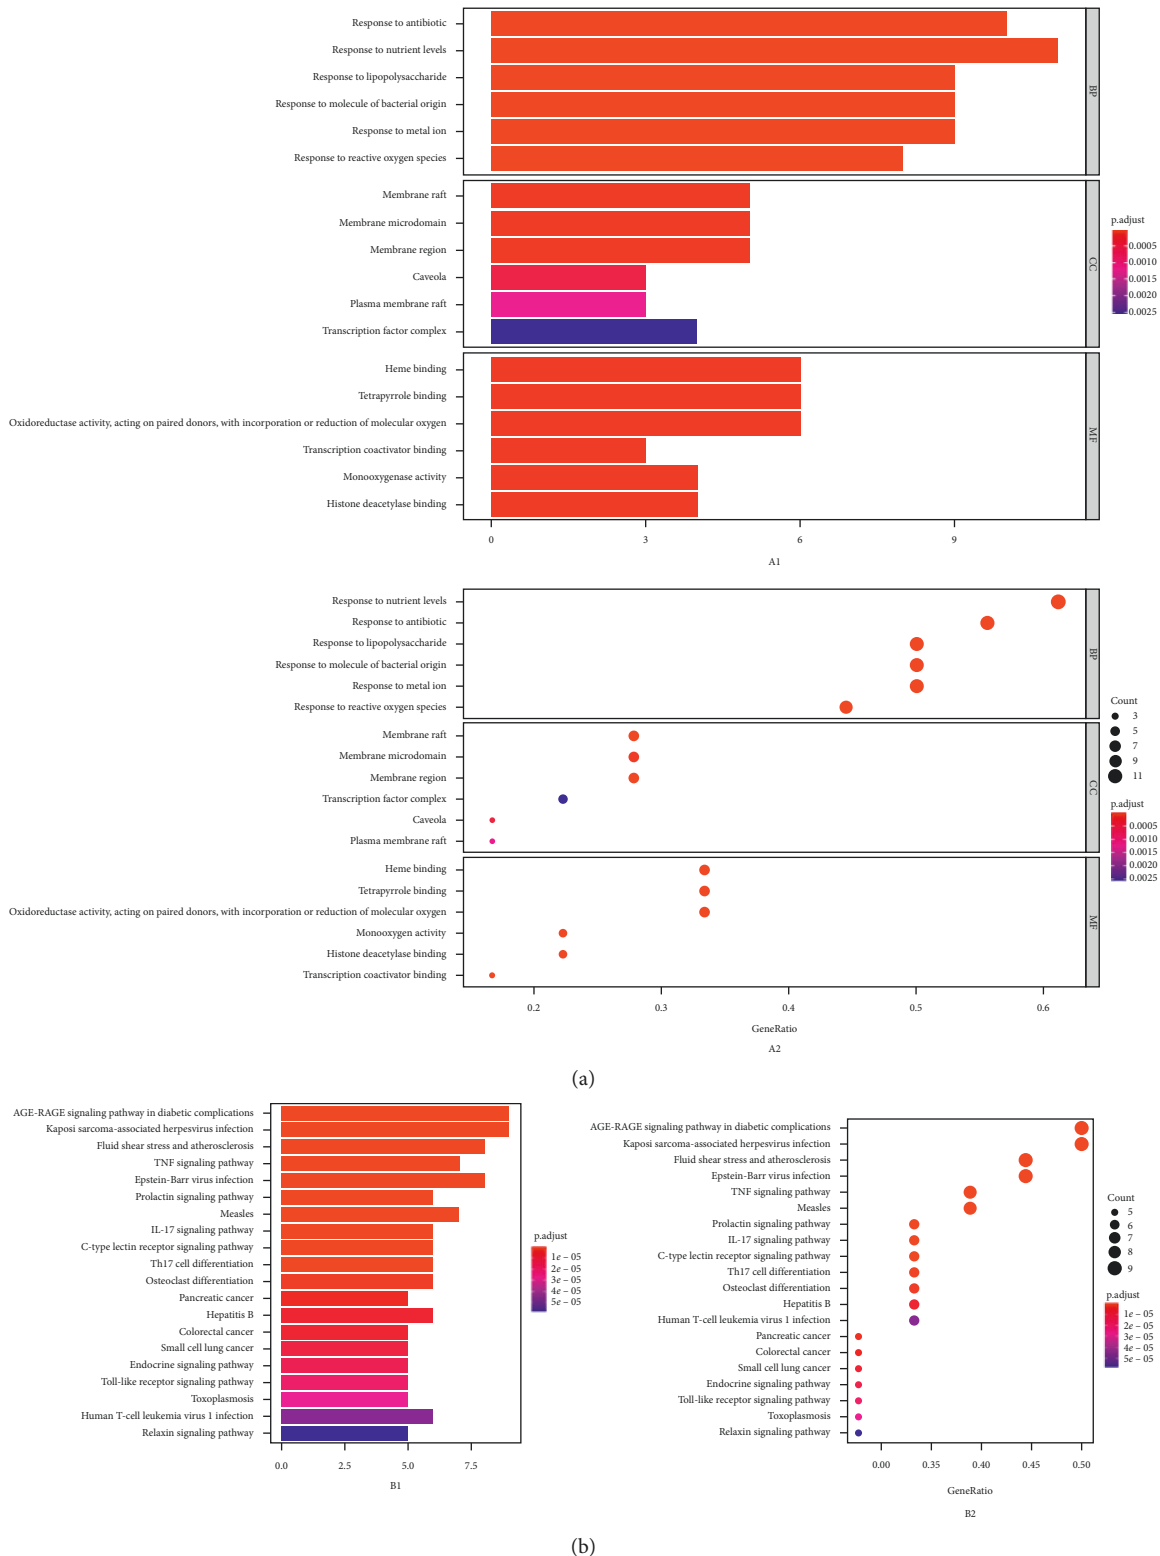 Response to antibiotic
Response to nutrient levels
Response to lipopolysaccharide
Response to molecule of bacterial origin
Response to metal ion
Response to reactive oxygen species
BP
Membrane raft
Membrane microdomain
Membrane region
Caveola
Plasma membrane raft
Transcription factor complex
CC
Heme binding
Tetrapyrrole binding
Oxidoreductase activity, acting on paired donors, with incorporation or reduction of molecular oxygen
Transcription coactivator binding
Monooxygenase activity
Histone deacetylase binding
MF
0 3 6 9
A1
p.adjust
0.0005
0.0010
0.0015
0.0020
0.0025
Response to nutrient levels
Response to antibiotic
Response to lipopolysaccharide
Response to molecule of bacterial origin
Response to metal ion
Response to reactive oxygen species
BP
Membrane raft
Membrane microdomain
Membrane region
Transcription factor complex
Caveola
Plasma membrane raft
CC
Heme binding
Tetrapyrrole binding
Oxidoreductase activity, acting on paired donors, with incorporation or reduction of molecular oxygen
Monooxygen activity
Histone deacetylase binding
Transcription coactivator binding
MF
0.2 0.3 0.4 0.5 0.6
GeneRatio
A2
Count
3
5
7
9
11
p.adjust
0.0005
0.0010
0.0015
0.0020
0.0025
(a)
AGE-RAGE signaling pathway in diabetic complications
Kaposi sarcoma-associated herpesvirus infection
Fluid shear stress and atherosclerosis
TNF signaling pathway
Epstein-Barr virus infection
Prolactin signaling pathway
Measles
IL-17 signaling pathway
C-type lectin receptor signaling pathway
Th17 cell differentiation
Osteoclast differentiation
Pancreatic cancer
Hepatitis B
Colorectal cancer
Small cell lung cancer
Endocrine signaling pathway
Toll-like receptor signaling pathway
Toxoplasmosis
Human T-cell leukemia virus 1 infection
Relaxin signaling pathway
0.0 2.5 5.0 7.5
B1
p.adjust
1e – 05
2e – 05
3e – 05
4e – 05
5e – 05
AGE-RAGE signaling pathway in diabetic complications
Kaposi sarcoma-associated herpesvirus infection
Fluid shear stress and atherosclerosis
Epstein-Barr virus infection
TNF signaling pathway
Measles
Prolactin signaling pathway
IL-17 signaling pathway
C-type lectin receptor signaling pathway
Th17 cell differentiation
Osteoclast differentiation
Hepatitis B
Human T-cell leukemia virus 1 infection
Pancreatic cancer
Colorectal cancer
Small cell lung cancer
Endocrine signaling pathway
Toll-like receptor signaling pathway
Toxoplasmosis
Relaxin signaling pathway
0.00 0.35 0.40 0.45 0.50
GeneRatio
B2
Count
5
6
7
8
9
p.adjust
1e – 05
2e – 05
3e – 05
4e – 05
5e – 05
(b)